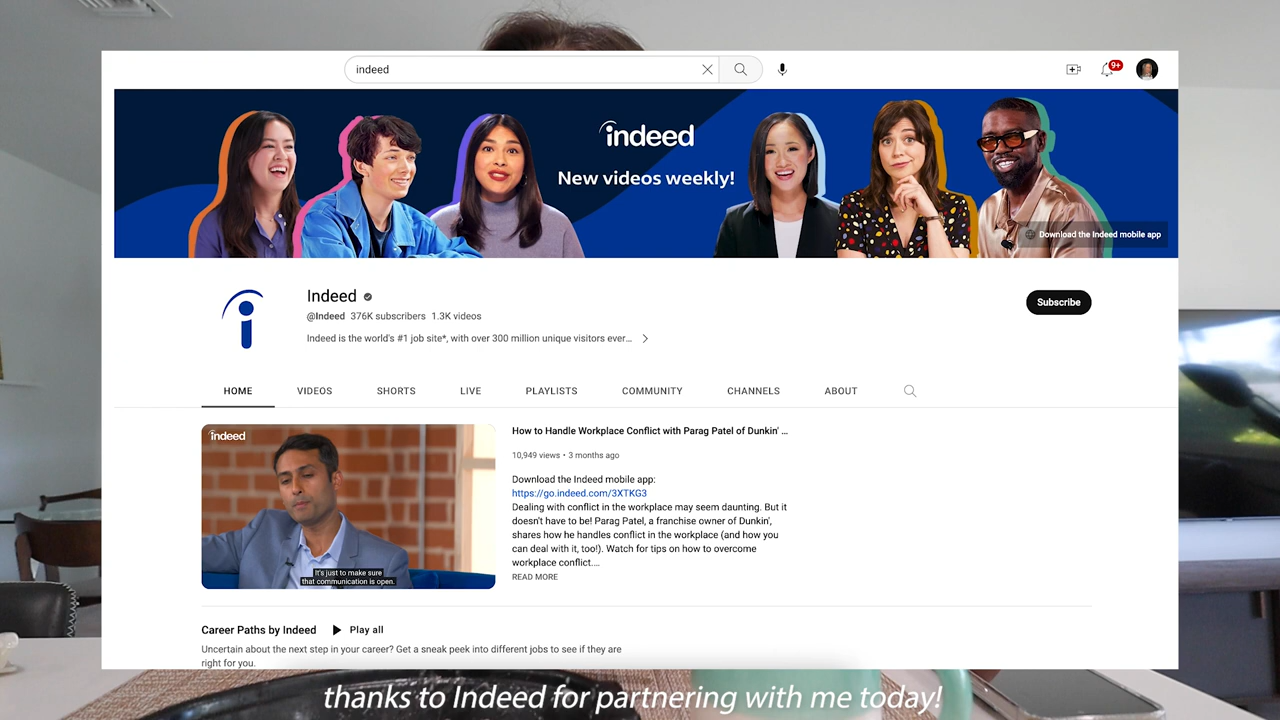 indeed
9+
indeed
New videos weekly!
Download the Indeed mobile app
Indeed
@Indeed 376K subscribers 1.3K videos
Indeed is the world's #1 job site*, with over 300 million unique visitors ever...
HOME VIDEOS SHORTS LIVE PLAYLISTS COMMUNITY CHANNELS ABOUT
indeed
It's just to make sure
that communication is open.
How to Handle Workplace Conflict with Parag Patel of Dunkin' ...
10,949 views • 3 months ago
Download the Indeed mobile app:
https://go.indeed.com/3XTKG3
Dealing with conflict in the workplace may seem daunting. But it
doesn't have to be! Parag Patel, a franchise owner of Dunkin',
shares how he handles conflict in the workplace (and how you
can deal with it, too!). Watch for tips on how to overcome
workplace conflict....
READ MORE
Career Paths by Indeed Play all
Uncertain about the next step in your career? Get a sneak peek into different jobs to see if they are
right for you.
thanks to Indeed for partnering with me today!